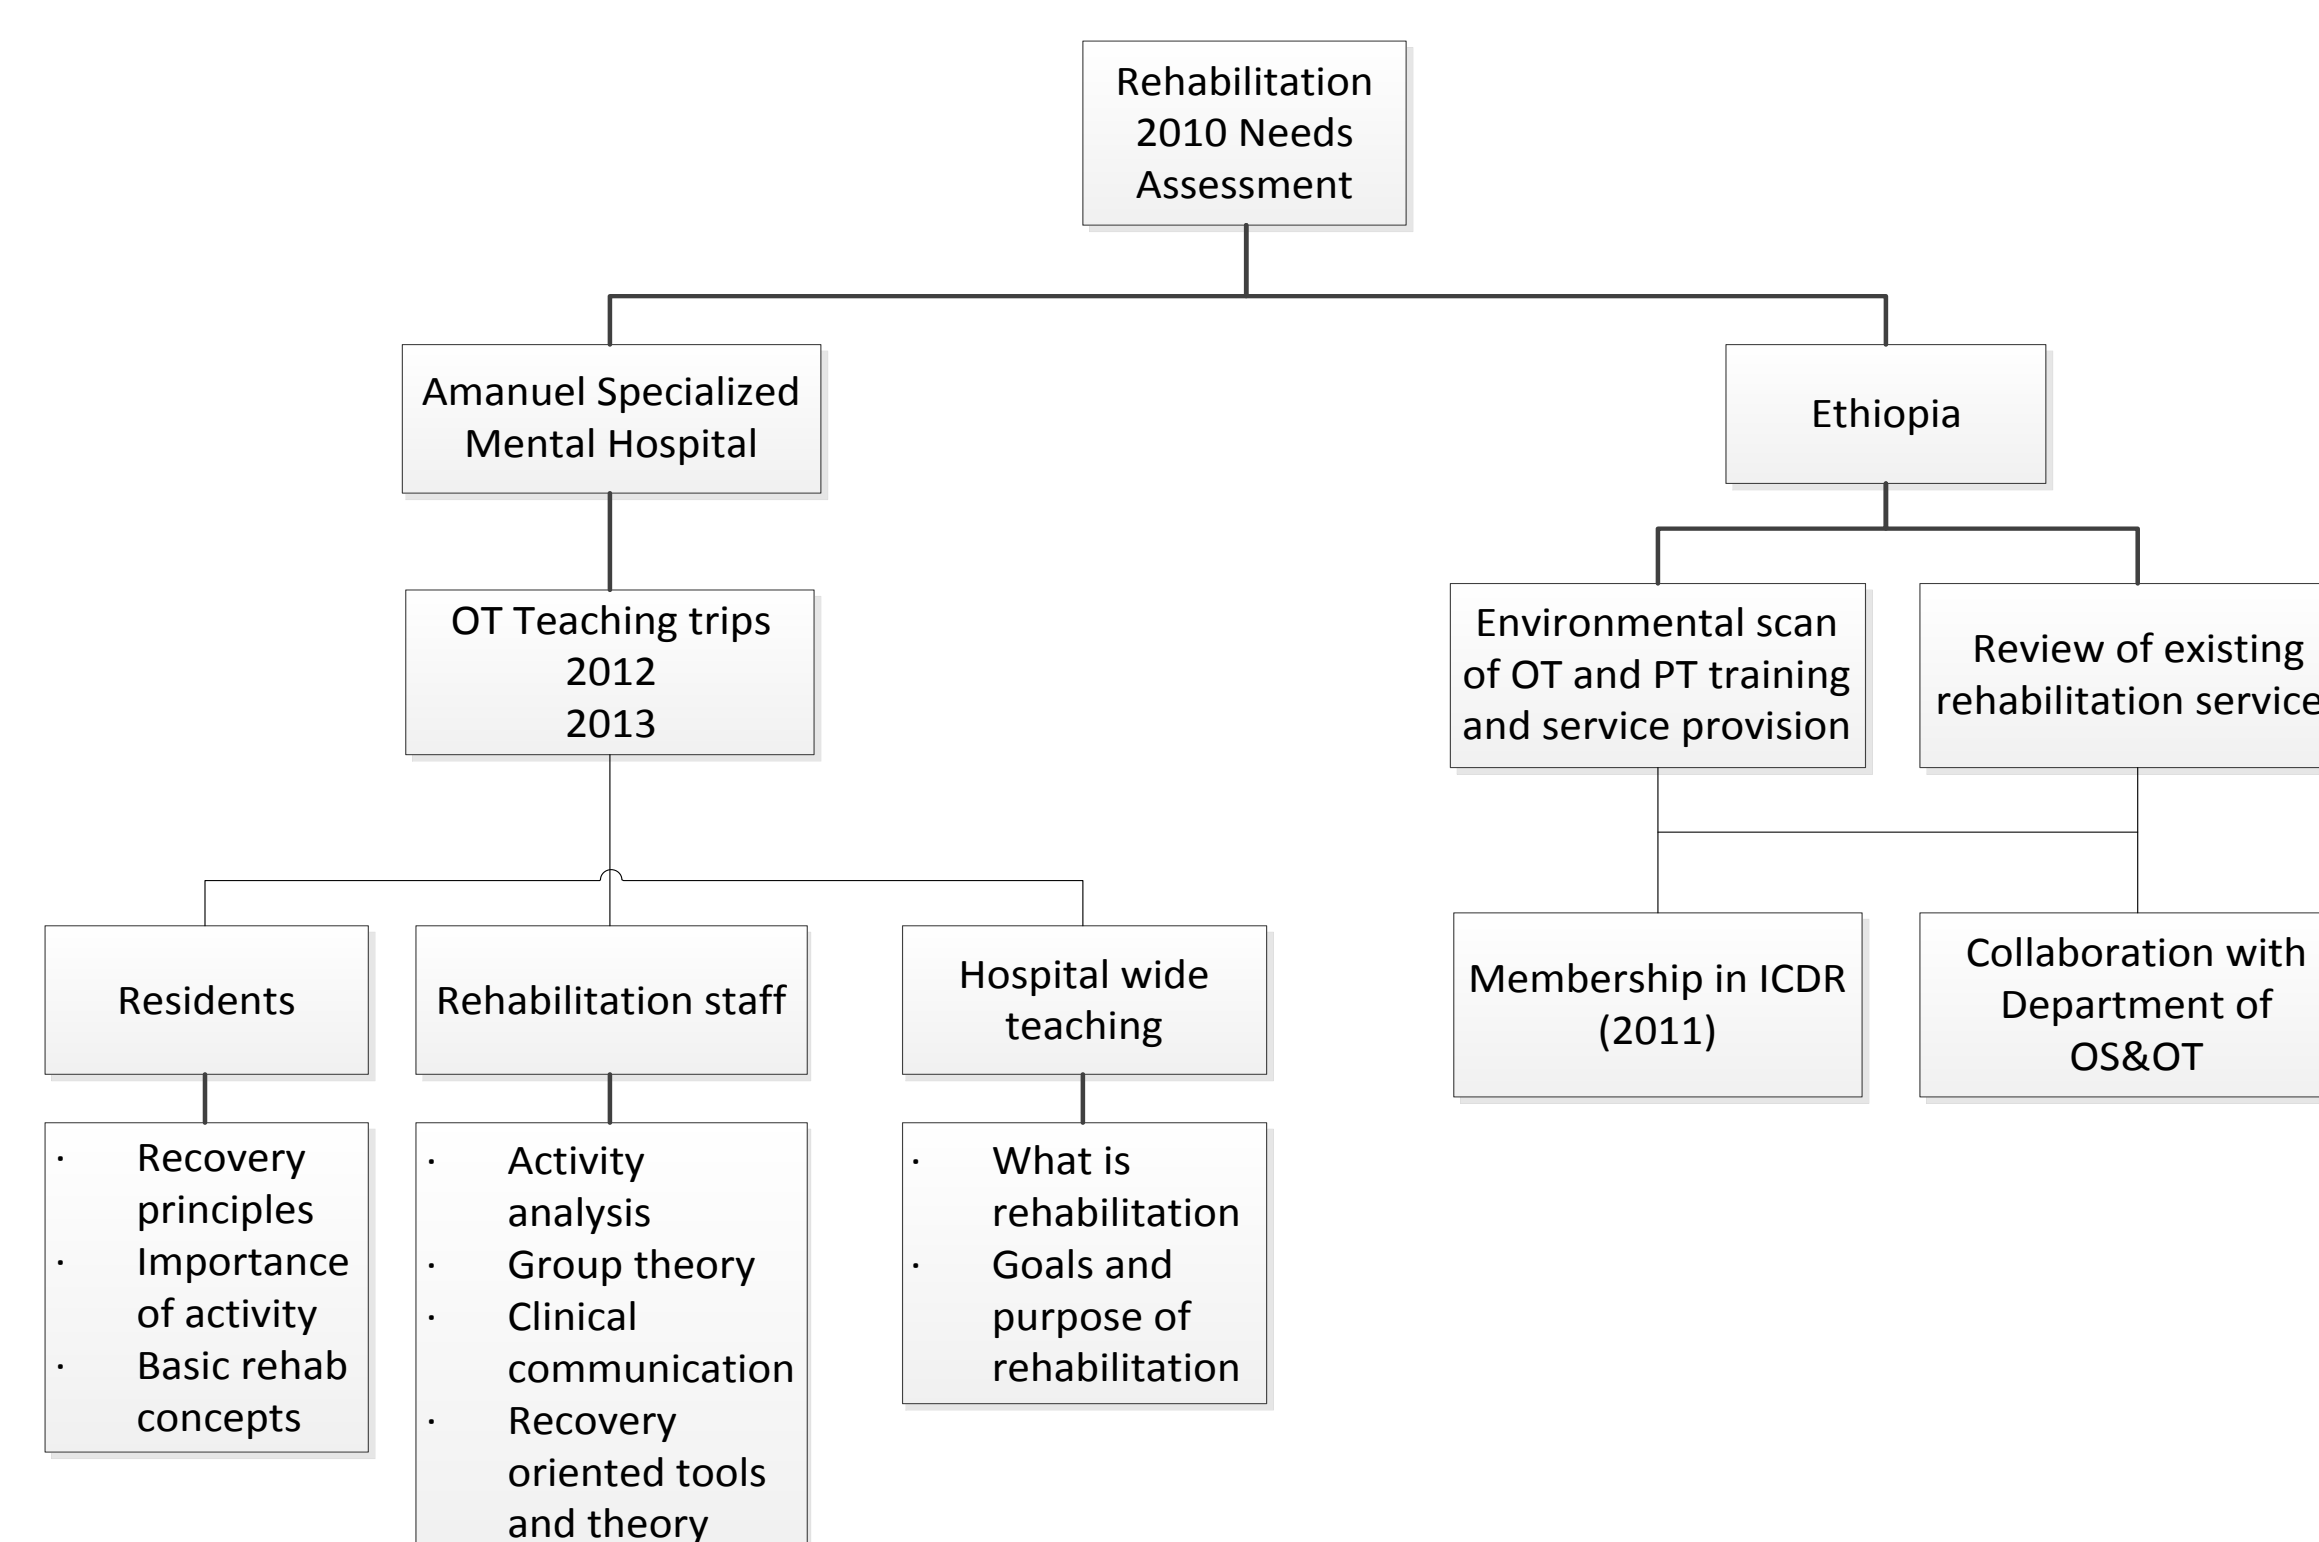 Rehabilitation
2010 Needs
Assessment
Amanuel Specialized
Mental Hospital
Ethiopia
OT Teaching trips
2012
2013
Environmental scan
of OT and PT training
and service provision
Review of existing
rehabilitation service
Residents
Rehabilitation staff
Hospital wide
teaching
Membership in ICDR
(2011)
Collaboration with
Department of
OS&OT
· Recovery
principles
· Importance
of activity
· Basic rehab
concepts
· Activity
analysis
· Group theory
· Clinical
communication
· Recovery
oriented tools
and theory
· What is
rehabilitation
· Goals and
purpose of
rehabilitation